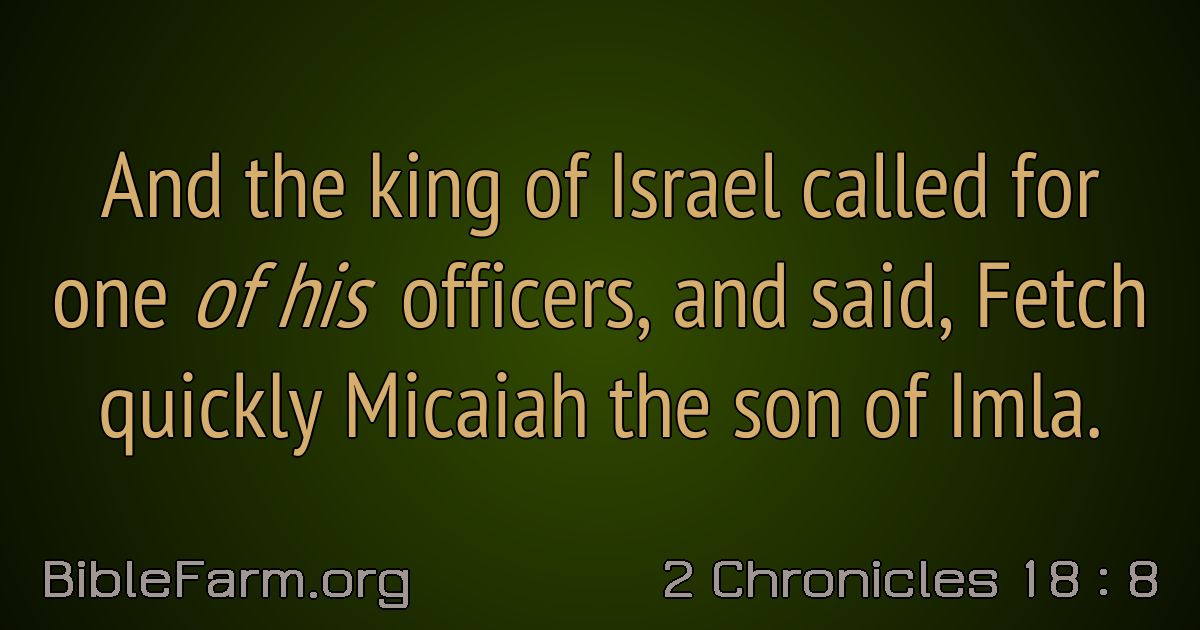 And the king of Israel called for
one of his officers, and said, Fetch
quickly Micaiah the son of Imla.
BibleFarm.org
2 Chronicles 18 : 8